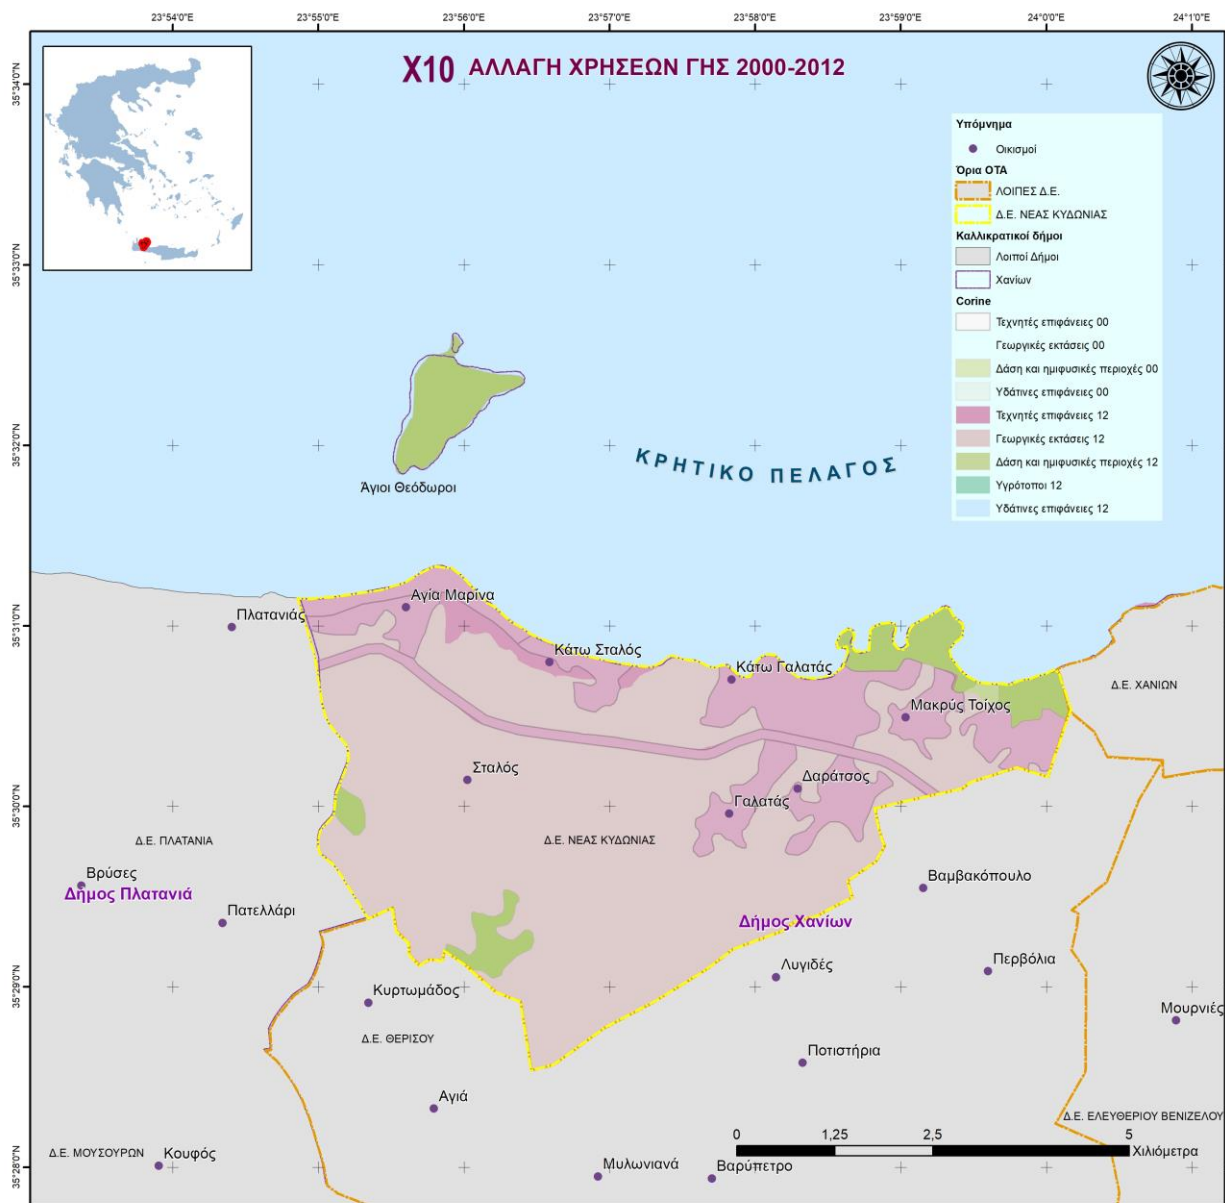 23°54'0"E 23°55'0"E 23°56'0"E 23°57'0"E 23°58'0"E 23°59'0"E 24°0'0"E 24°1'0"E
Χ10 ΑΛΛΑΓΗ ΧΡΗΣΕΩΝ ΓΗΣ 2000-2012
35°34'0"N
35°33'0"N
35°32'0"N
35°31'0"N
35°30'0"N
35°29'0"N
35°28'0"N
Υπόμνημα
Οικισμοί
Όρια ΟΤΑ
ΛΟΙΠΕΣ Δ.Ε.
Δ.Ε. ΝΕΑΣ ΚΥΔΩΝΙΑΣ
Καλλικρατικοί δήμοι
Λοιποί Δήμοι
Χανίων
Corine
Τεχνητές επιφάνειες 00
Γεωργικές εκτάσεις 00
Δάση και ημιφυσικές περιοχές 00
Υδάτινες επιφάνειες 00
Τεχνητές επιφάνειες 12
Γεωργικές εκτάσεις 12
Δάση και ημιφυσικές περιοχές 12
Υγρότοποι 12
Υδάτινες επιφάνειες 12
ΚΡΗΤΙΚΟ ΠΕΛΑΓΟΣ
Άγιοι Θεόδωροι
Αγία Μαρίνα
Πλατανιάς
Κάτω Σταλός
Κάτω Γαλατάς
Δ.Ε. ΧΑΝΙΩΝ
Μακρύς Τοίχος
Σταλός
Δαράτσος
Γαλατάς
Δ.Ε. ΠΛΑΤΑΝΙΑ
Δ.Ε. ΝΕΑΣ ΚΥΔΩΝΙΑΣ
Βρύσες
Δήμος Πλατανιά
Βαμβακόπουλο
Πατελλάρι
Δήμος Χανίων
Λυγιδές
Περβόλια
Κυρτωμάδος
Μουρνιές
Δ.Ε. ΘΕΡΙΣΟΥ
Ποτιστήρια
Αγιά
Δ.Ε. ΕΛΕΥΘΕΡΙΟΥ ΒΕΝΙΖΕΛΟΥ
0 1,25 2,5 5
Χιλιόμετρα
Δ.Ε. ΜΟΥΣΟΥΡΩΝ
Κουφός
Μυλωνιανά
Βαρύπετρο